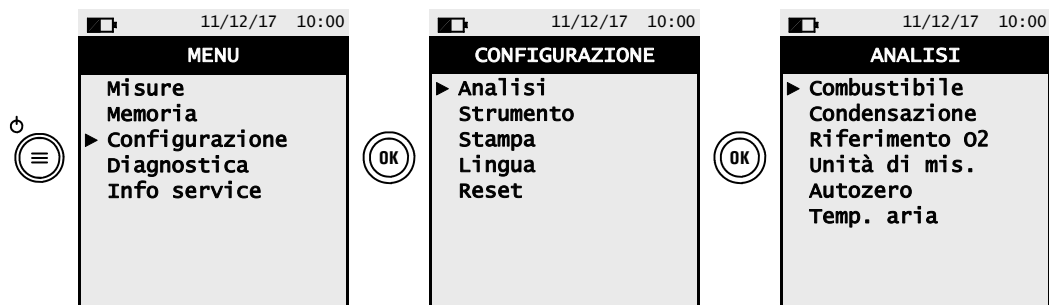 11/12/17 10:00
MENU
Misure
Memoria
Configurazione
Diagnostica
Info service
OK
11/12/17 10:00
CONFIGURAZIONE
Analisi
Strumento
Stampa
Lingua
Reset
OK
11/12/17 10:00
ANALISI
Combustibile
Condensazione
Riferimento O2
Unità di mis.
Autozero
Temp. aria